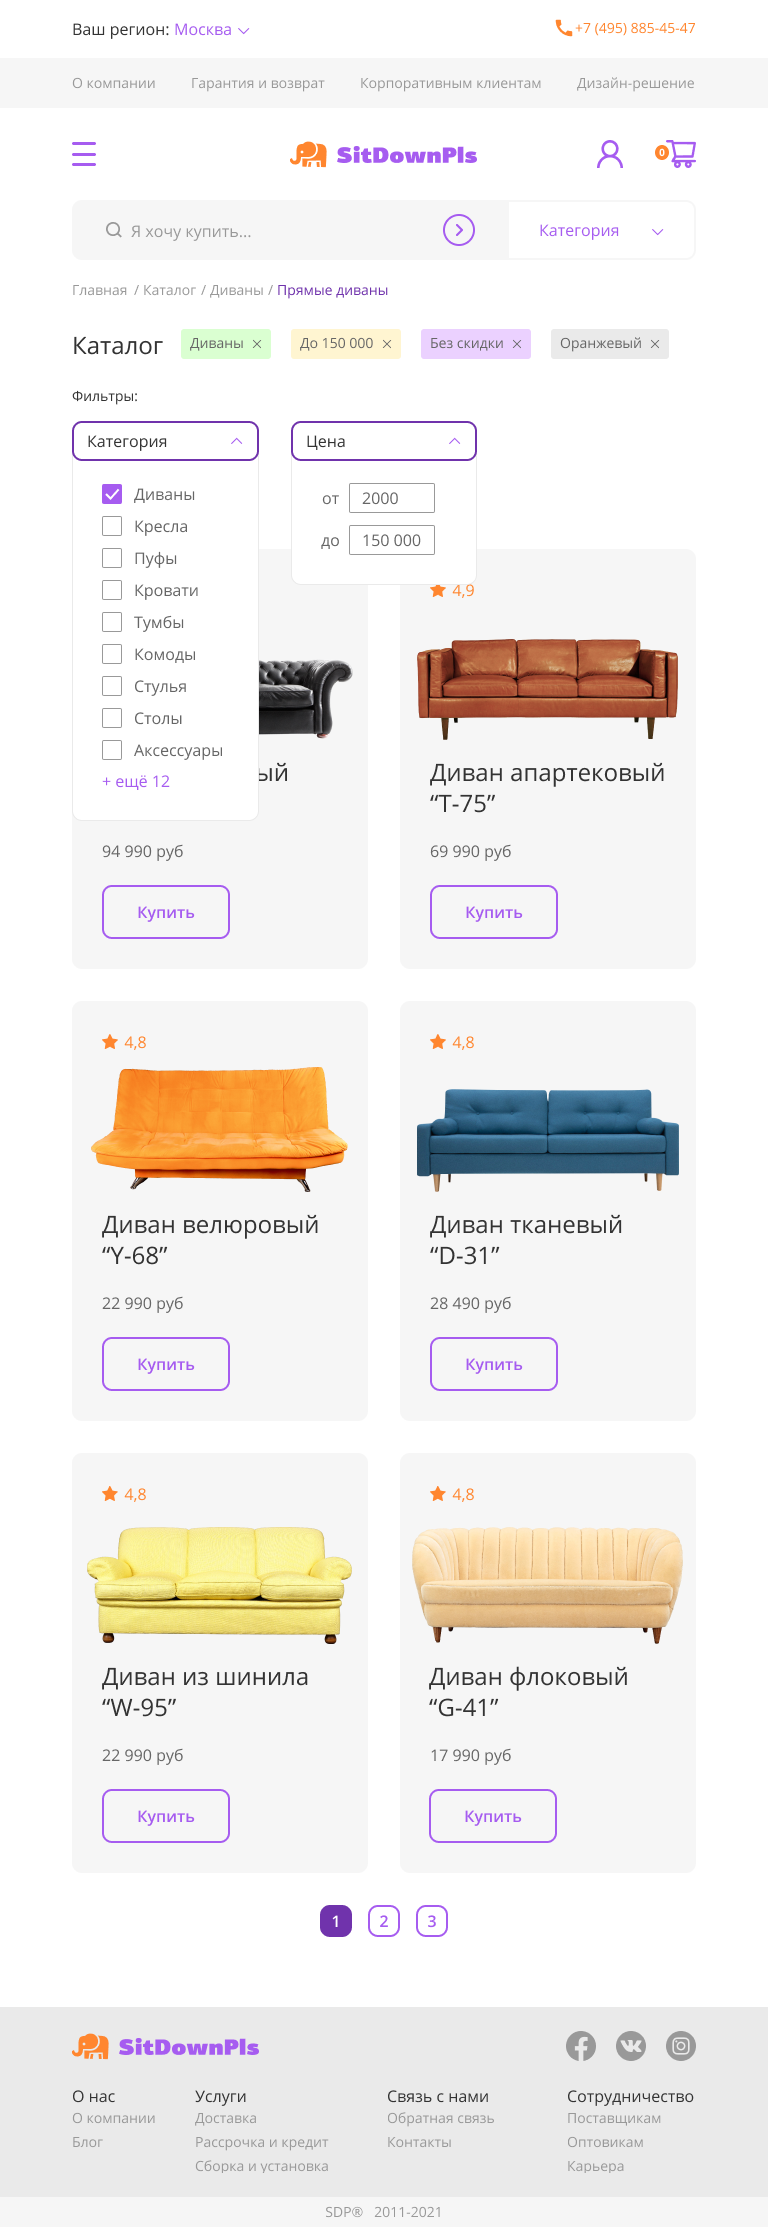 Ваш регион: Москва
+7 (495) 885-45-47
О компании
Гарантия и возврат
Корпоративным клиентам
Дизайн-решение
SitDownPls
0
Я хочу купить...
Категория
Главная / Каталог / Диваны / Прямые диваны
Каталог
Диваны
До 150 000
Без скидки
Оранжевый
Фильтры:
Категория
Цена
Диваны
Кресла
Пуфы
Кровати
Тумбы
Комоды
Стулья
Столы
Аксессуары
+ ещё 12
от 2000
до 150 000
ый
94 990 руб
Купить
4,9
Диван апартековый
“T-75”
69 990 руб
Купить
4,8
Диван велюровый
“Y-68”
22 990 руб
Купить
4,8
Диван тканевый
“D-31”
28 490 руб
Купить
4,8
Диван из шинила
“W-95”
22 990 руб
Купить
4,8
Диван флоковый
“G-41”
17 990 руб
Купить
1 2 3
SitDownPls
О нас
О компании
Блог
Услуги
Доставка
Рассрочка и кредит
Сборка и установка
Связь с нами
Обратная связь
Контакты
Сотрудничество
Поставщикам
Оптовикам
Карьера
SDP® 2011-2021